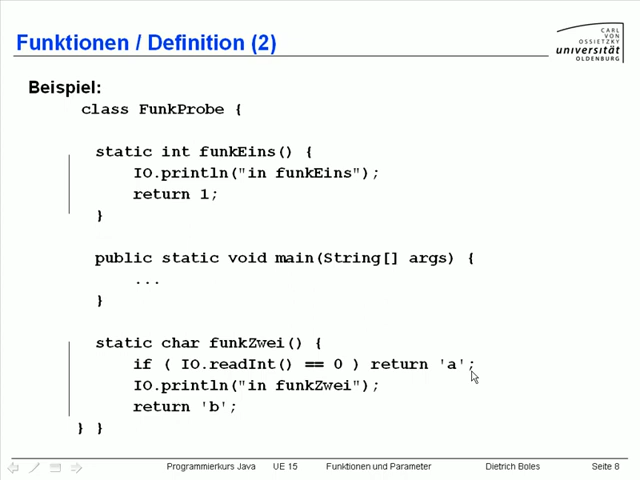 Funktionen / Definition (2)
CARL
VON
OSSIETZKY
universität
OLDENBURG
Beispiel:
class FunkProbe {
static int funkEins() {
IO.println("in funkEins");
return 1;
}
public static void main(String[] args) {
...
}
static char funkZwei() {
if ( IO.readInt() == 0 ) return 'a';
IO.println("in funkZwei");
return 'b';
} }
Programmierkurs Java UE 15 Funktionen und Parameter Dietrich Boles Seite 8